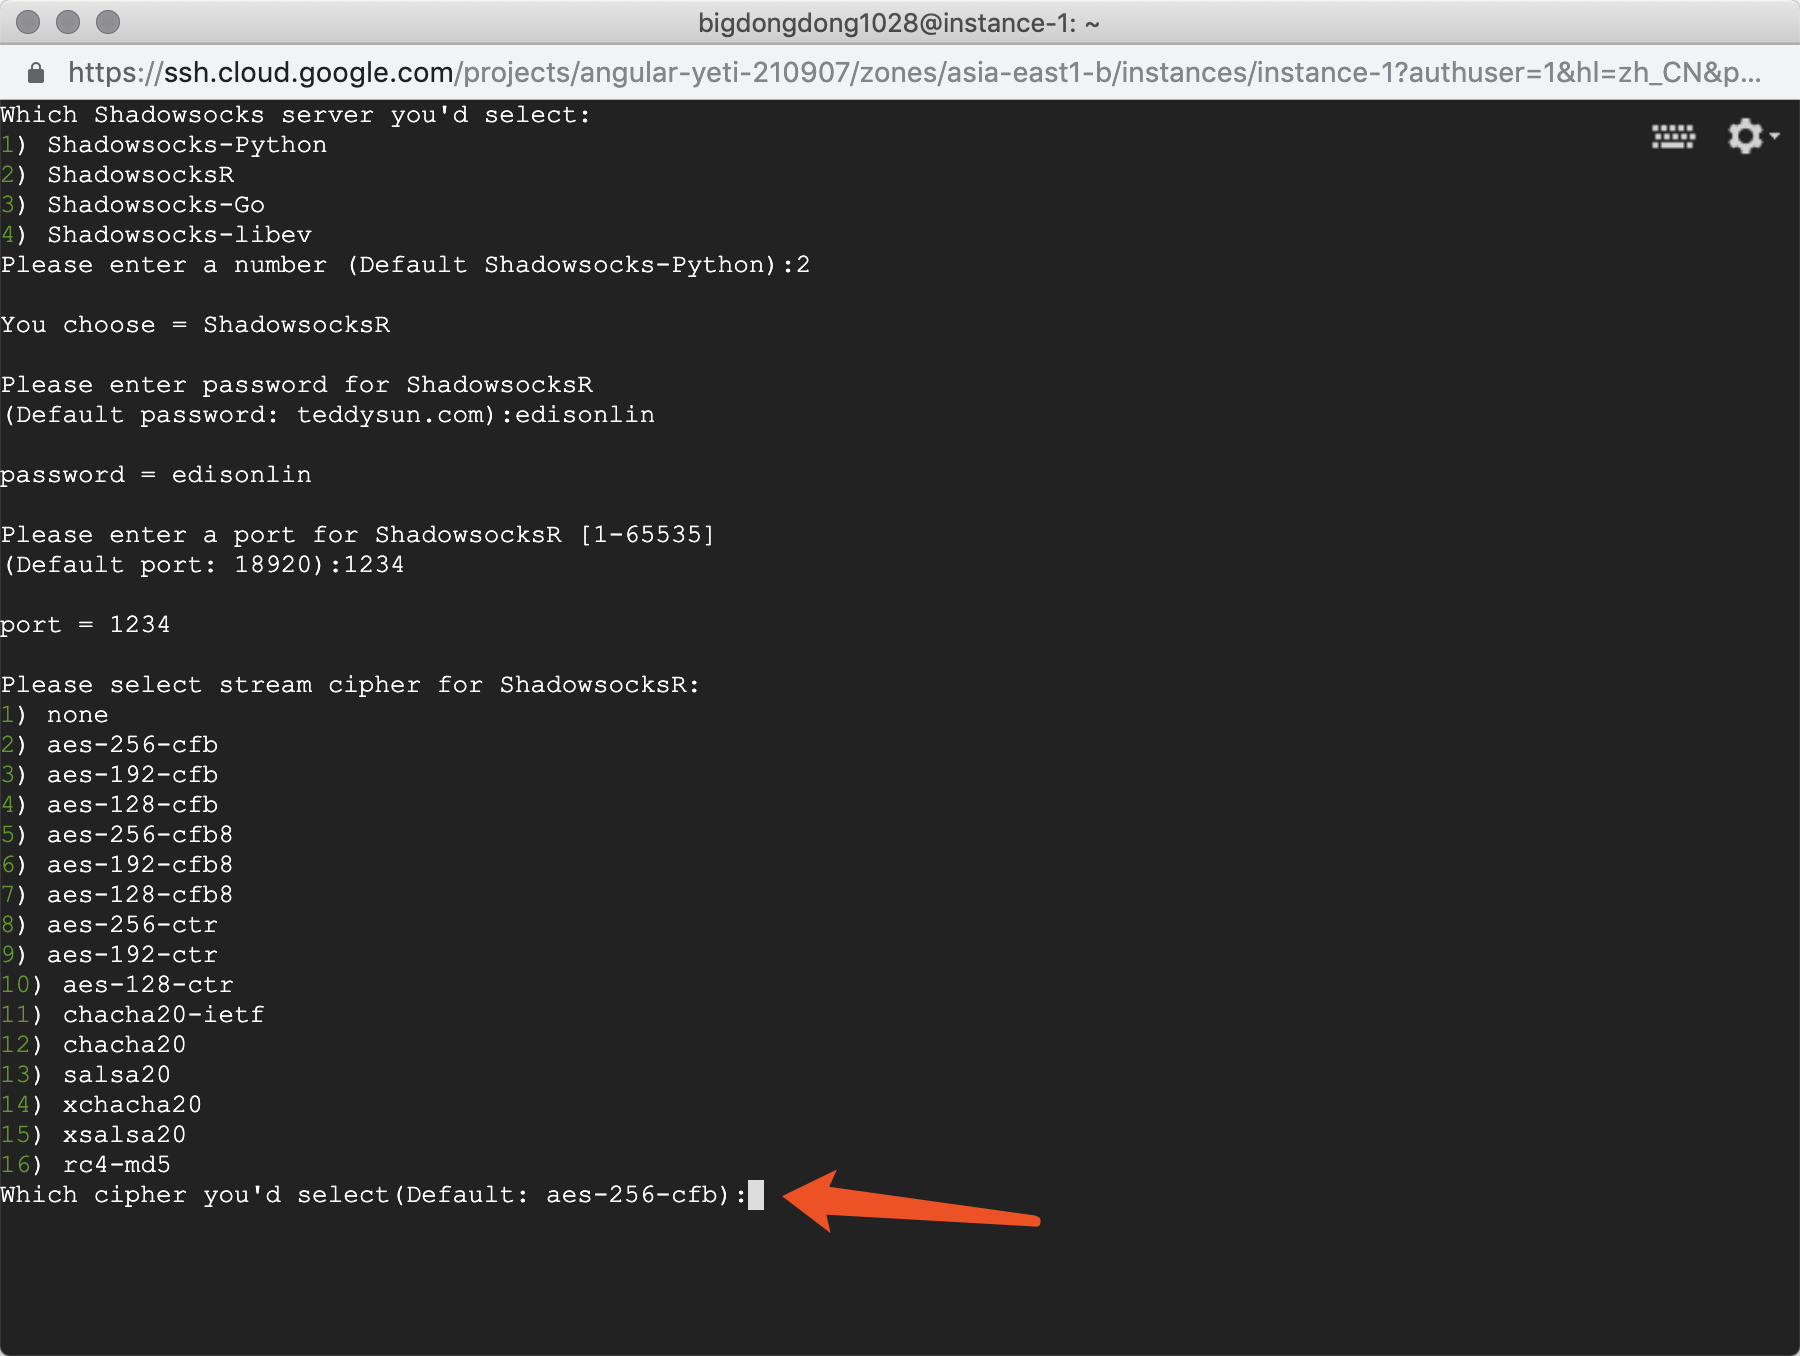 bigdongdong1028@instance-1: ~
https://ssh.cloud.google.com/projects/angular-yeti-210907/zones/asia-east1-b/instances/instance-1?authuser=1&hl=zh_CN&p...
Which Shadowsocks server you'd select:
1) Shadowsocks-Python
2) ShadowsocksR
3) Shadowsocks-Go
4) Shadowsocks-libev
Please enter a number (Default Shadowsocks-Python):2
You choose = ShadowsocksR
Please enter password for ShadowsocksR
(Default password: teddysun.com):edisonlin
password = edisonlin
Please enter a port for ShadowsocksR [1-65535]
(Default port: 18920):1234
port = 1234
Please select stream cipher for ShadowsocksR:
1) none
2) aes-256-cfb
3) aes-192-cfb
4) aes-128-cfb
5) aes-256-cfb8
6) aes-192-cfb8
7) aes-128-cfb8
8) aes-256-ctr
9) aes-192-ctr
10) aes-128-ctr
11) chacha20-ietf
12) chacha20
13) salsa20
14) xchacha20
15) xsalsa20
16) rc4-md5
Which cipher you'd select(Default: aes-256-cfb):